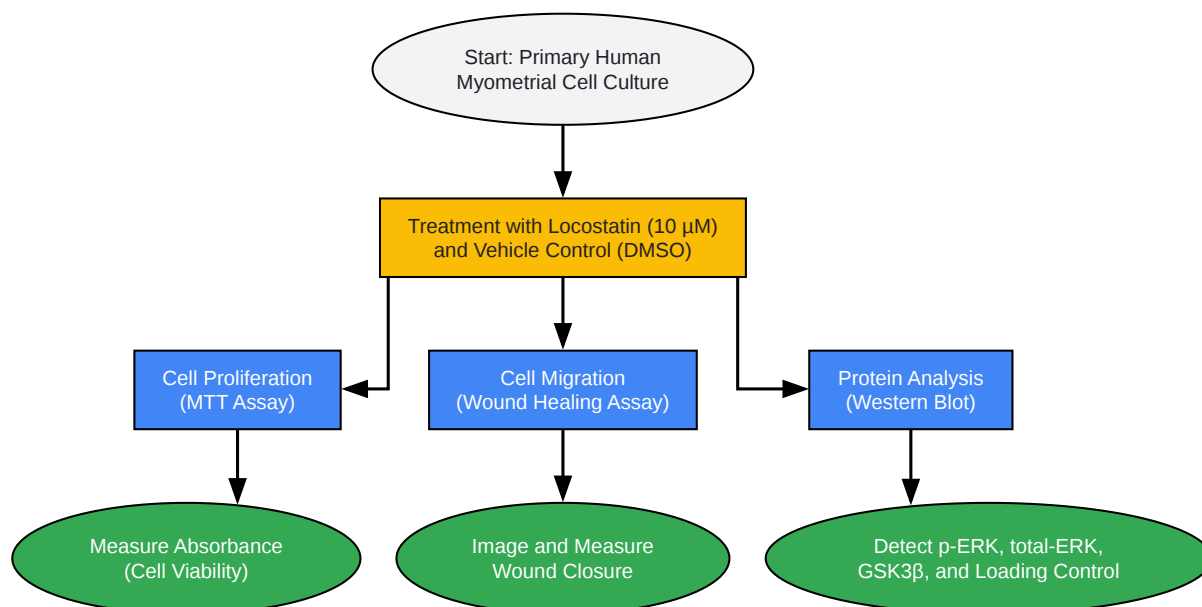 Start: Primary Human
Myometrial Cell Culture
Treatment with Locostatin (10 µM)
and Vehicle Control (DMSO)
Cell Proliferation
(MTT Assay)
Cell Migration
(Wound Healing Assay)
Protein Analysis
(Western Blot)
Measure Absorbance
(Cell Viability)
Image and Measure
Wound Closure
Detect p-ERK, total-ERK,
GSK3β, and Loading Control